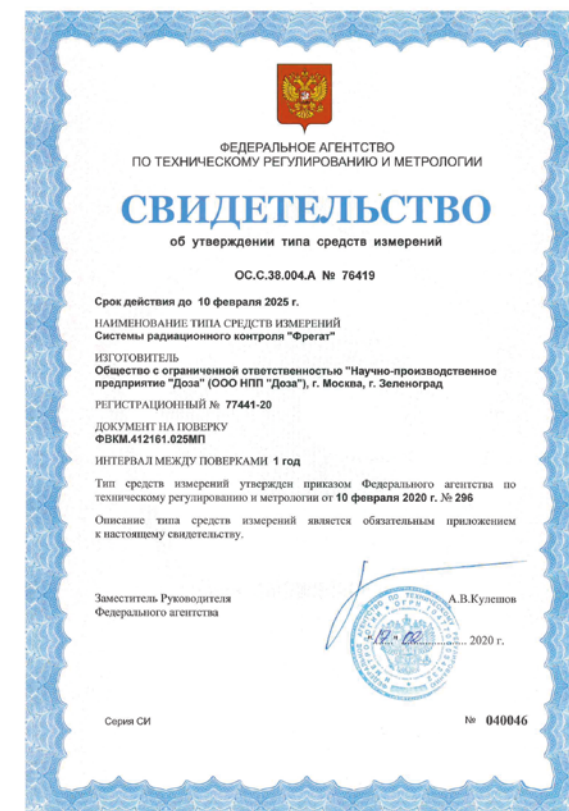 ФЕДЕРАЛЬНОЕ АГЕНТСТВО
ПО ТЕХНИЧЕСКОМУ РЕГУЛИРОВАНИЮ И МЕТРОЛОГИИ
СВИДЕТЕЛЬСТВО
об утверждении типа средств измерений
ОС.С.38.004.А № 76419
Срок действия до 10 февраля 2025 г.
НАИМЕНОВАНИЕ ТИПА СРЕДСТВ ИЗМЕРЕНИЙ
Системы радиационного контроля "Фрегат"
ИЗГОТОВИТЕЛЬ
Общество с ограниченной ответственностью "Научно-производственное
предприятие "Доза" (ООО НПП "Доза"), г. Москва, г. Зеленоград
РЕГИСТРАЦИОННЫЙ № 77441-20
ДОКУМЕНТ НА ПОВЕРКУ
ФВКМ.412161.025МП
ИНТЕРВАЛ МЕЖДУ ПОВЕРКАМИ 1 год
Тип средств измерений утвержден приказом Федерального агентства по
техническому регулированию и метрологии от 10 февраля 2020 г. № 296
Описание типа средств измерений является обязательным приложением
к настоящему свидетельству.
Заместитель Руководителя
Федерального агентства
А.В.Кулешов
"17" 02 2020 г.
Серия СИ
№ 040046